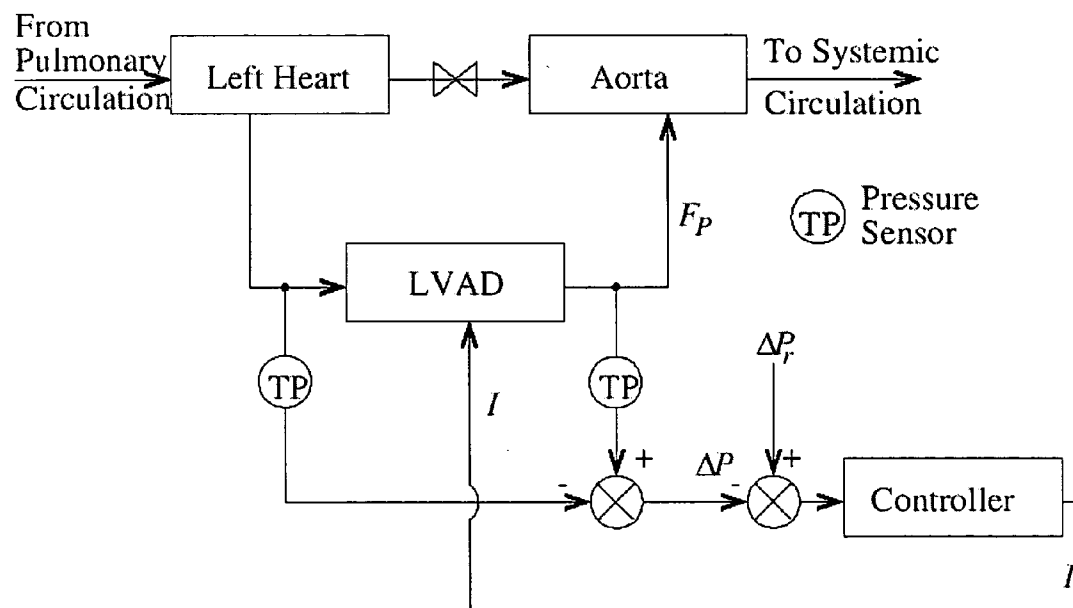 From
Pulmonary
Circulation
Left Heart
Aorta
To Systemic
Circulation
F_P
TP
Pressure
Sensor
LVAD
TP
I
TP
ΔP_r
+
ΔP
+
-
-
Controller
I